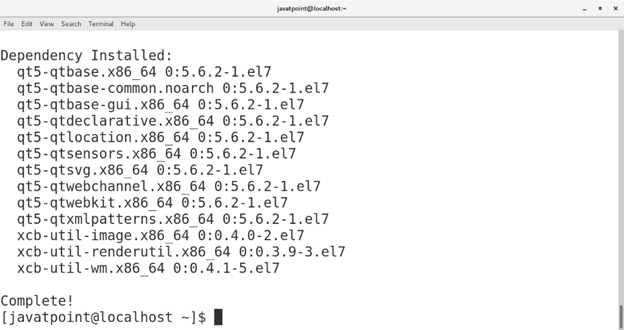 javatpoint@localhost:~
File Edit View Search Terminal Help
Dependency Installed:
qt5-qtbase.x86_64 0:5.6.2-1.el7
qt5-qtbase-common.noarch 0:5.6.2-1.el7
qt5-qtbase-gui.x86_64 0:5.6.2-1.el7
qt5-qtdeclarative.x86_64 0:5.6.2-1.el7
qt5-qtlocation.x86_64 0:5.6.2-1.el7
qt5-qtsensors.x86_64 0:5.6.2-1.el7
qt5-qtsvg.x86_64 0:5.6.2-1.el7
qt5-qtwebchannel.x86_64 0:5.6.2-1.el7
qt5-qtwebkit.x86_64 0:5.6.2-1.el7
qt5-qtxmlpatterns.x86_64 0:5.6.2-1.el7
xcb-util-image.x86_64 0:0.4.0-2.el7
xcb-util-renderutil.x86_64 0:0.3.9-3.el7
xcb-util-wm.x86_64 0:0.4.1-5.el7
Complete!
[javatpoint@localhost ~]$